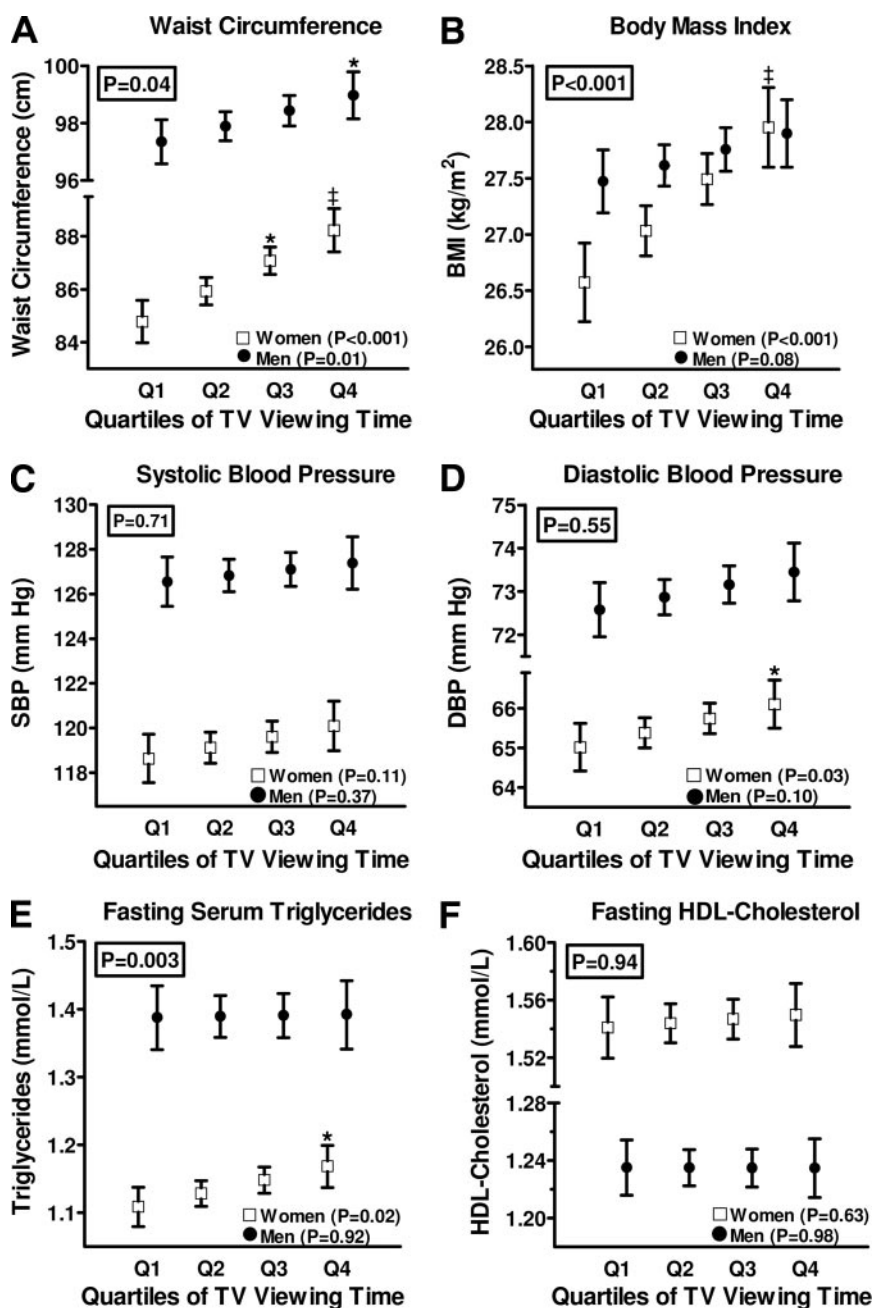 A Waist Circumference
P=0.04
Waist Circumference (cm)
100
98
96
88
86
84
*
*
‡
Women (P<0.001)
Men (P=0.01)
Q1 Q2 Q3 Q4
Quartiles of TV Viewing Time
B Body Mass Index
P<0.001
BMI (kg/m²)
28.5
28.0
27.5
27.0
26.5
26.0
‡
Women (P<0.001)
Men (P=0.08)
Q1 Q2 Q3 Q4
Quartiles of TV Viewing Time
C Systolic Blood Pressure
P=0.71
SBP (mm Hg)
130
128
126
124
120
118
Women (P=0.11)
Men (P=0.37)
Q1 Q2 Q3 Q4
Quartiles of TV Viewing Time
D Diastolic Blood Pressure
P=0.55
DBP (mm Hg)
75
74
73
72
66
65
64
*
Women (P=0.03)
Men (P=0.10)
Q1 Q2 Q3 Q4
Quartiles of TV Viewing Time
E Fasting Serum Triglycerides
P=0.003
Triglycerides (mmol/L)
1.5
1.4
1.3
1.2
1.1
*
Women (P=0.02)
Men (P=0.92)
Q1 Q2 Q3 Q4
Quartiles of TV Viewing Time
F Fasting HDL-Cholesterol
P=0.94
HDL-Cholesterol (mmol/L)
1.60
1.56
1.52
1.28
1.24
1.20
Women (P=0.63)
Men (P=0.98)
Q1 Q2 Q3 Q4
Quartiles of TV Viewing Time